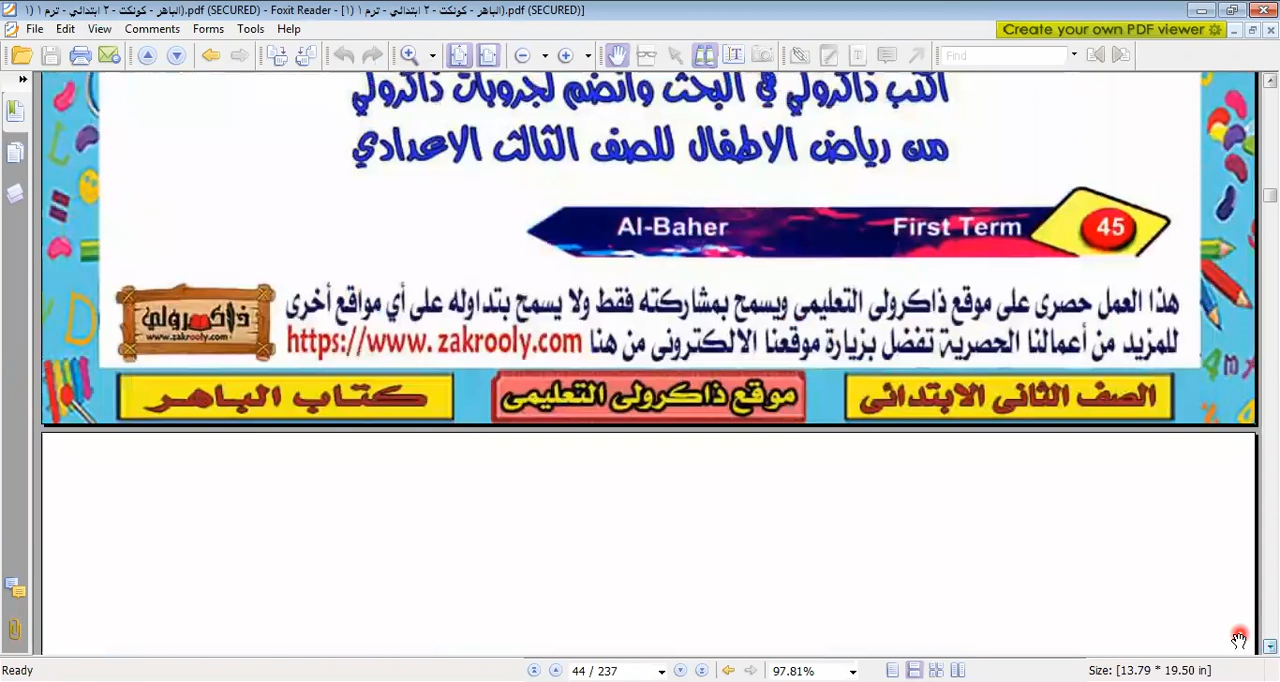 الباهر - كونكت - ٢ ابتدائي - ترم ١ (١).pdf (SECURED) - Foxit Reader - [الباهر - كونكت - ٢ ابتدائي - ترم ١ (١).pdf (SECURED)]
File Edit View Comments Forms Tools Help
Create your own PDF viewer
Find
اكتب ذاكرولي في البحث وانضم لجروبات ذاكرولي
من رياض الاطفال للصف الثالث الاعدادي
Al-Baher First Term 45
هذا العمل حصرى على موقع ذاكرولى التعليمى ويسمح بمشاركته فقط ولا يسمح بتداوله على أي مواقع أخرى
للمزيد من أعمالنا الحصرية تفضل بزيارة موقعنا الالكترونى من هنا https://www. zakrooly.com
ذاكرولي
www.zakrooly.com
الصف الثانى الابتدائى
موقع ذاكرولى التعليمى
كتاب الباهر
Ready 44 / 237 97.81% Size: [13.79 * 19.50 in]